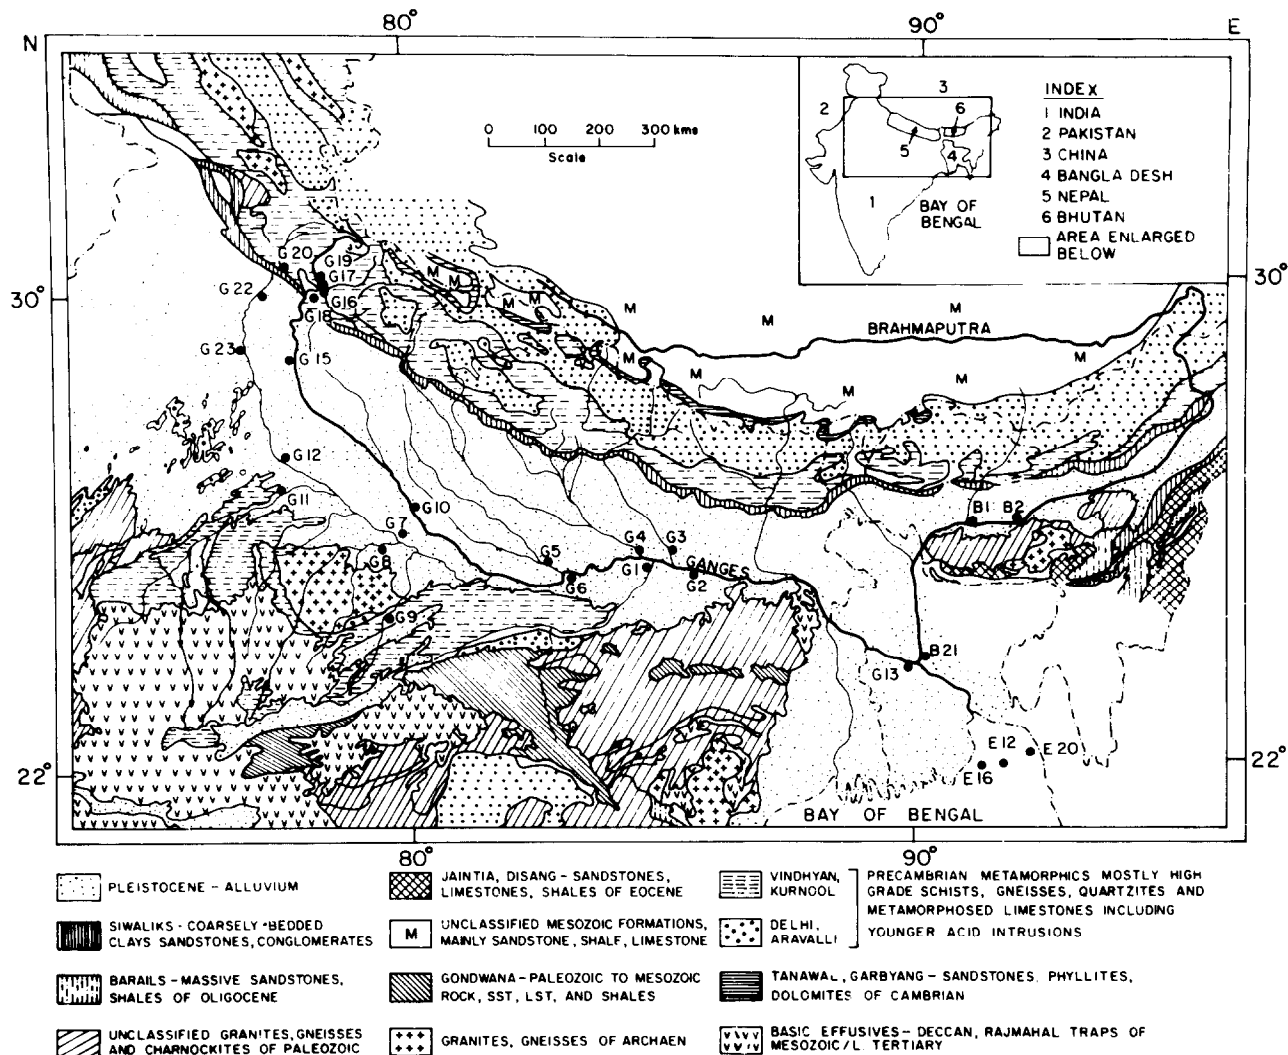 80°
90°
N
E
0 100 200 300 kms
Scale
3
2
6
5
4
1
BAY OF
BENGAL
INDEX
1 INDIA
2 PAKISTAN
3 CHINA
4 BANGLA DESH
5 NEPAL
6 BHUTAN
AREA ENLARGED
BELOW
30°
30°
G20
G19
G17
G22
G16
G18
G23
G15
M
M
M
M
M
M
M
BRAHMAPUTRA
M
M
M
M
M
G12
G11
G10
G7
G8
G9
G5
G6
G4
G3
G1
GANGES
G2
B1
B2
B21
G13
E12
E20
E16
22°
22°
BAY OF BENGAL
80°
90°
PLEISTOCENE - ALLUVIUM
SIWALIKS - COARSELY BEDDED
CLAYS SANDSTONES, CONGLOMERATES
BARAILS - MASSIVE SANDSTONES,
SHALES OF OLIGOCENE
UNCLASSIFIED GRANITES, GNEISSES
AND CHARNOCKITES OF PALEOZOIC
JAINTIA, DISANG - SANDSTONES,
LIMESTONES, SHALES OF EOCENE
M
UNCLASSIFIED MESOZOIC FORMATIONS,
MAINLY SANDSTONE, SHALE, LIMESTONE
GONDWANA - PALEOZOIC TO MESOZOIC
ROCK, SST, LST, AND SHALES
GRANITES, GNEISSES OF ARCHAEN
VINDHYAN,
KURNOOL
DELHI,
ARAVALLI
PRECAMBRIAN METAMORPHICS MOSTLY HIGH
GRADE SCHISTS, GNEISSES, QUARTZITES AND
METAMORPHOSED LIMESTONES INCLUDING
YOUNGER ACID INTRUSIONS
TANAWAL, GARBYANG - SANDSTONES, PHYLLITES,
DOLOMITES OF CAMBRIAN
BASIC EFFUSIVES - DECCAN, RAJMAHAL TRAPS OF
MESOZOIC/L. TERTIARY